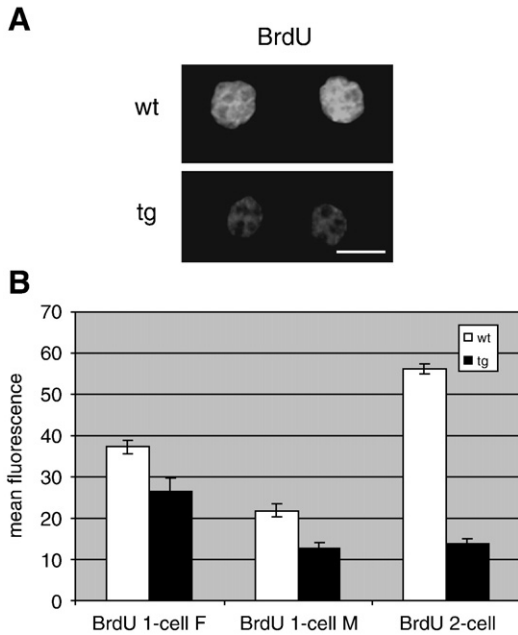 A
BrdU
wt
tg
B
70
60
50
40
30
20
10
0
mean fluorescence
wt
tg
BrdU 1-cell F
BrdU 1-cell M
BrdU 2-cell